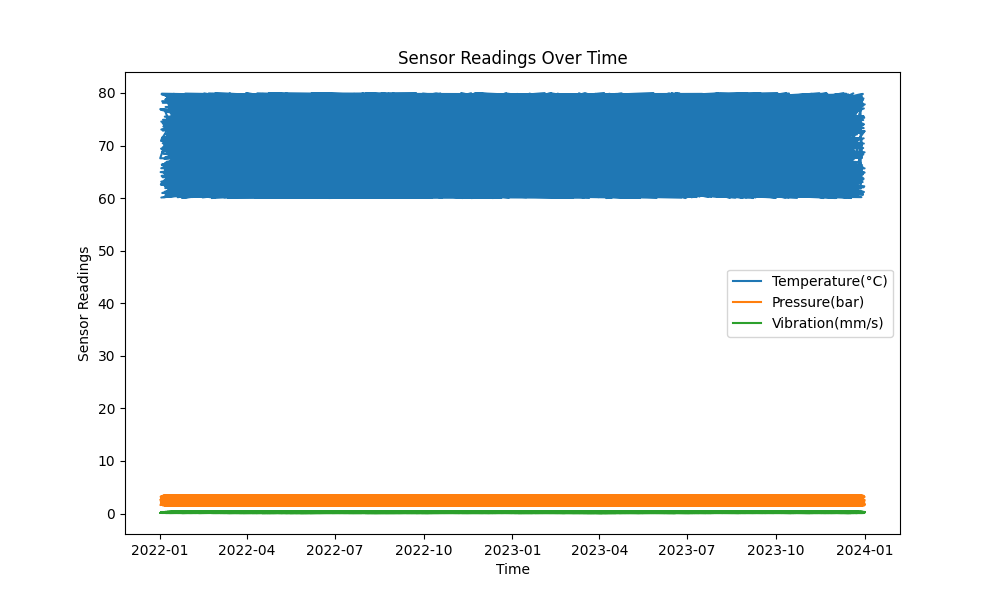 Sensor Readings Over Time
80
70
60
50
40
30
20
10
0
Sensor Readings
Temperature(°C)
Pressure(bar)
Vibration(mm/s)
2022-01 2022-04 2022-07 2022-10 2023-01 2023-04 2023-07 2023-10 2024-01
Time